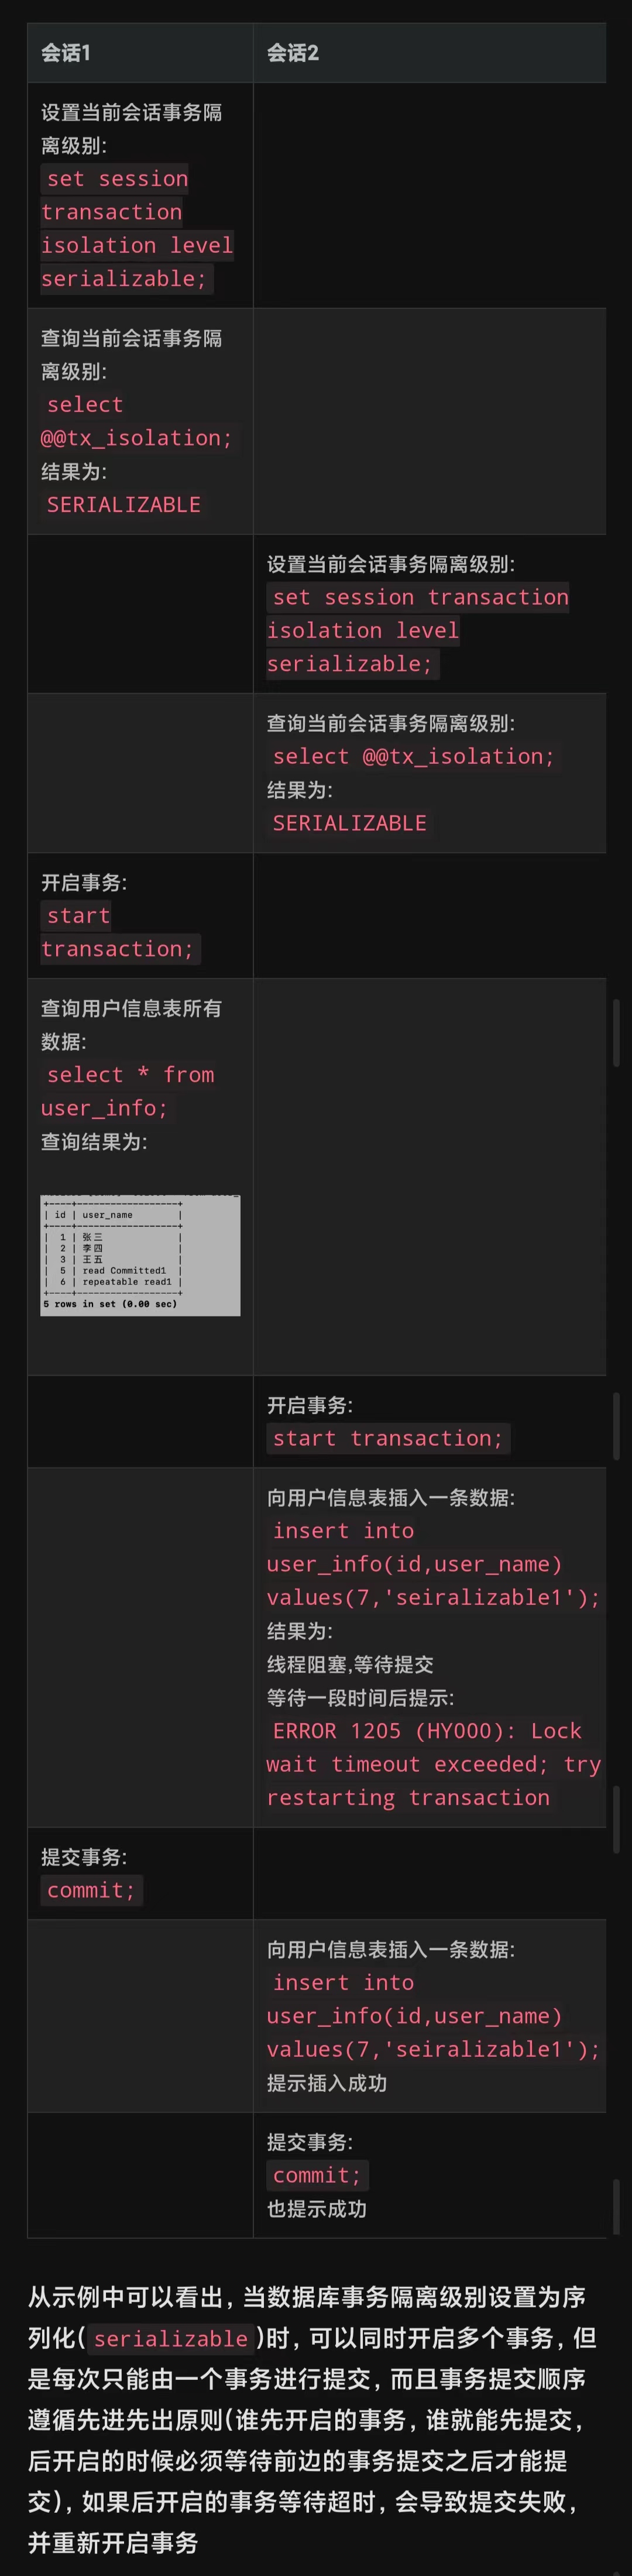 会话1
会话2
设置当前会话事务隔
离级别:
set session
transaction
isolation level
serializable;
查询当前会话事务隔
离级别:
select
@@tx_isolation;
结果为:
SERIALIZABLE
设置当前会话事务隔离级别:
set session transaction
isolation level
serializable;
查询当前会话事务隔离级别:
select @@tx_isolation;
结果为:
SERIALIZABLE
开启事务:
start
transaction;
查询用户信息表所有
数据:
select * from
user_info;
查询结果为:
+----+------------------+
| id | user_name        |
+----+------------------+
|  1 | 张三             |
|  2 | 李四             |
|  3 | 王五             |
|  5 | read Committed1  |
|  6 | repeatable read1 |
+----+------------------+
5 rows in set (0.00 sec)
开启事务:
start transaction;
向用户信息表插入一条数据:
insert into
user_info(id,user_name)
values(7,'seiralizable1');
结果为:
线程阻塞,等待提交
等待一段时间后提示:
ERROR 1205 (HY000): Lock
wait timeout exceeded; try
restarting transaction
提交事务:
commit;
向用户信息表插入一条数据:
insert into
user_info(id,user_name)
values(7,'seiralizable1');
提示插入成功
提交事务:
commit;
也提示成功
从示例中可以看出，当数据库事务隔离级别设置为序
列化(serializable)时，可以同时开启多个事务，但
是每次只能由一个事务进行提交，而且事务提交顺序
遵循先进先出原则(谁先开启的事务，谁就能先提交，
后开启的时候必须等待前边的事务提交之后才能提
交)，如果后开启的事务等待超时，会导致提交失败，
并重新开启事务